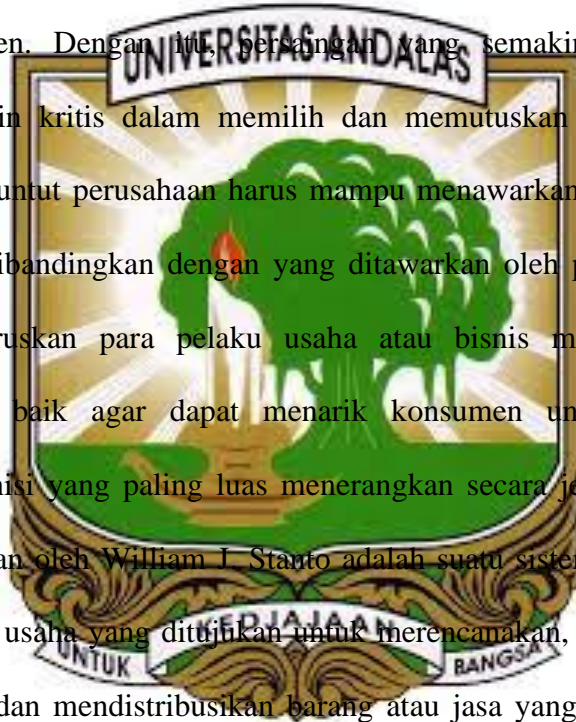 en. Dengan itu, persaingan yang semakin
UNIVERSITAS ANDALAS
in kritis dalam memilih dan memutuskan
untut perusahaan harus mampu menawarkan
ibandingkan dengan yang ditawarkan oleh p
ruskan para pelaku usaha atau bisnis m
baik agar dapat menarik konsumen un
nisi yang paling luas menerangkan secara je
an oleh William J. Stanto adalah suatu sistem
KEDJAJAAN
usaha yang ditujukan untuk merencanakan,
UNTUK BANGSA
dan mendistribusikan barang atau jasa yang